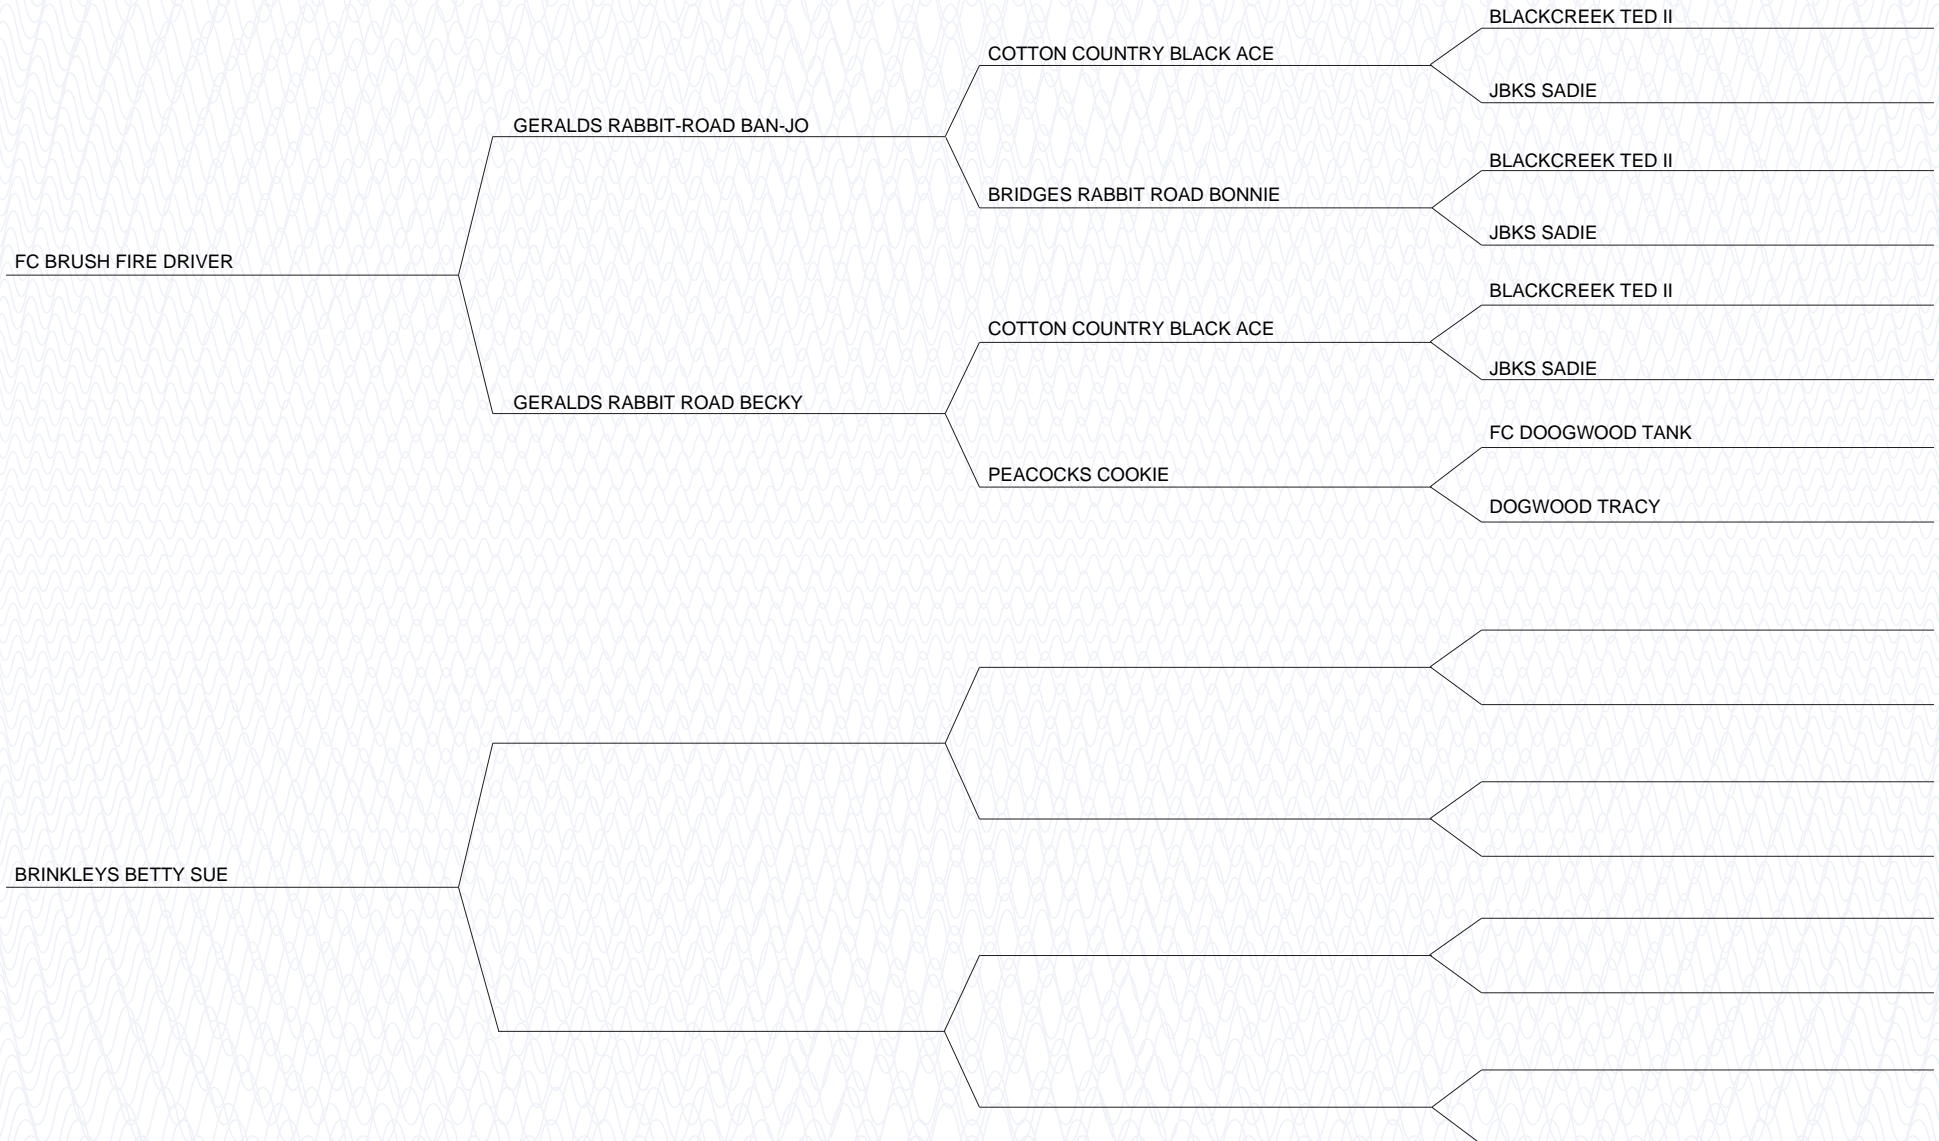 BLACKCREEK TED II
COTTON COUNTRY BLACK ACE
JBKS SADIE
GERALDS RABBIT-ROAD BAN-JO
BLACKCREEK TED II
BRIDGES RABBIT ROAD BONNIE
JBKS SADIE
FC BRUSH FIRE DRIVER
BLACKCREEK TED II
COTTON COUNTRY BLACK ACE
JBKS SADIE
GERALDS RABBIT ROAD BECKY
FC DOOGWOOD TANK
PEACOCKS COOKIE
DOGWOOD TRACY
BRINKLEYS BETTY SUE